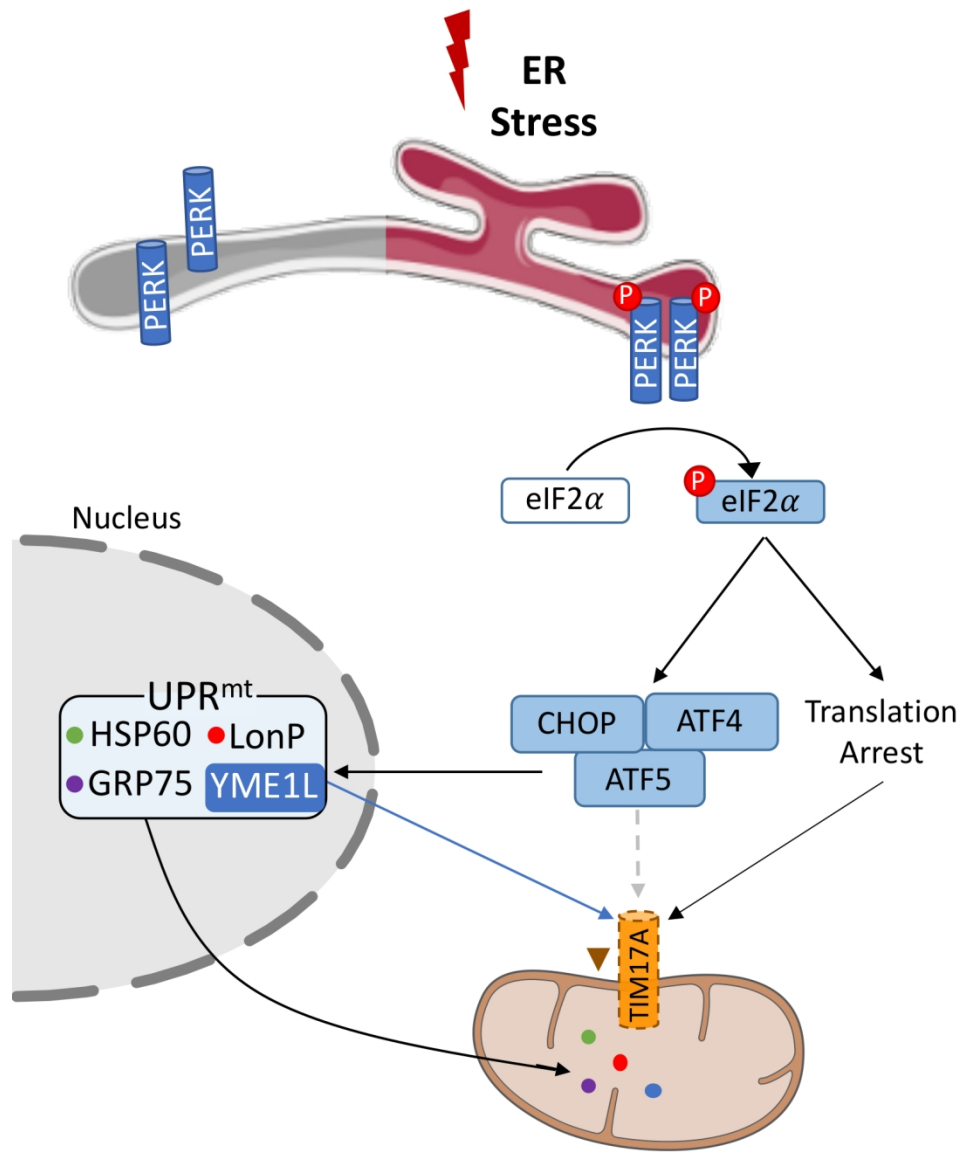 ER
Stress
PERK
PERK
P
P
PERK
PERK
eIF2α
P
eIF2α
Nucleus
UPRmt
HSP60
LonP
GRP75
YME1L
CHOP
ATF4
ATF5
Translation
Arrest
TIM17A